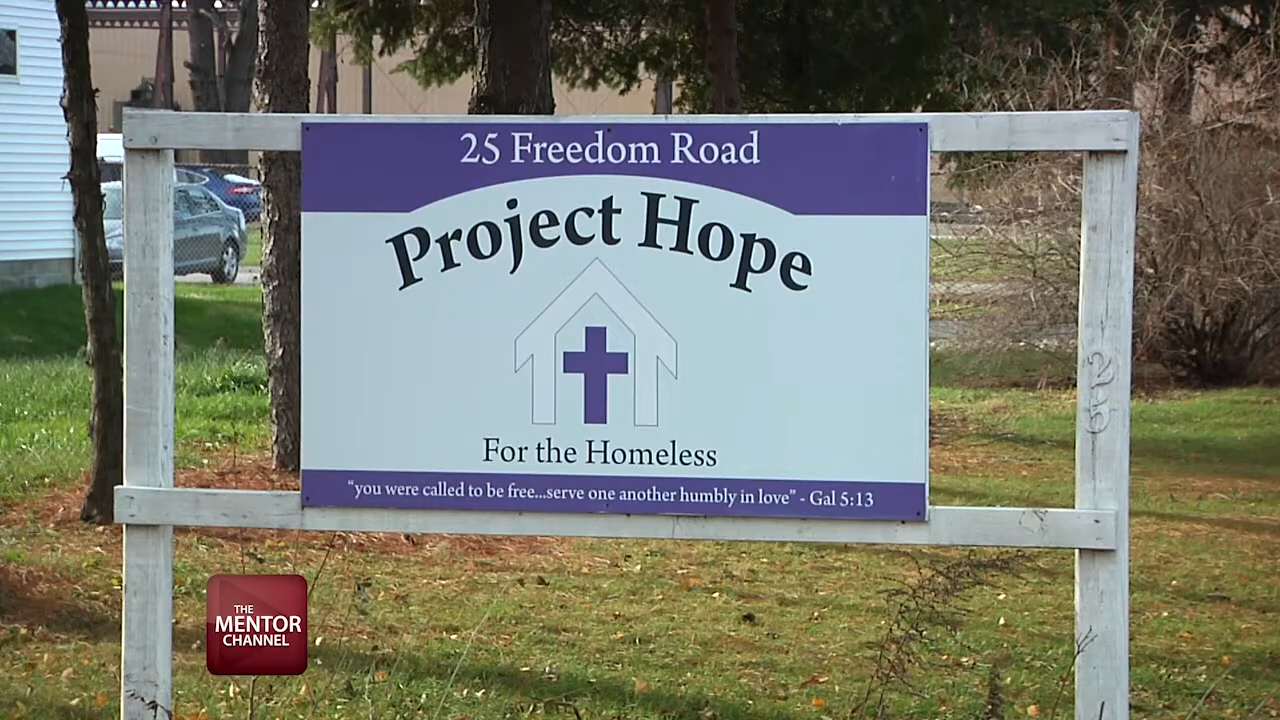 25 Freedom Road
Project Hope
For the Homeless
“you were called to be free...serve one another humbly in love” - Gal 5:13
25
THE
MENTOR
CHANNEL